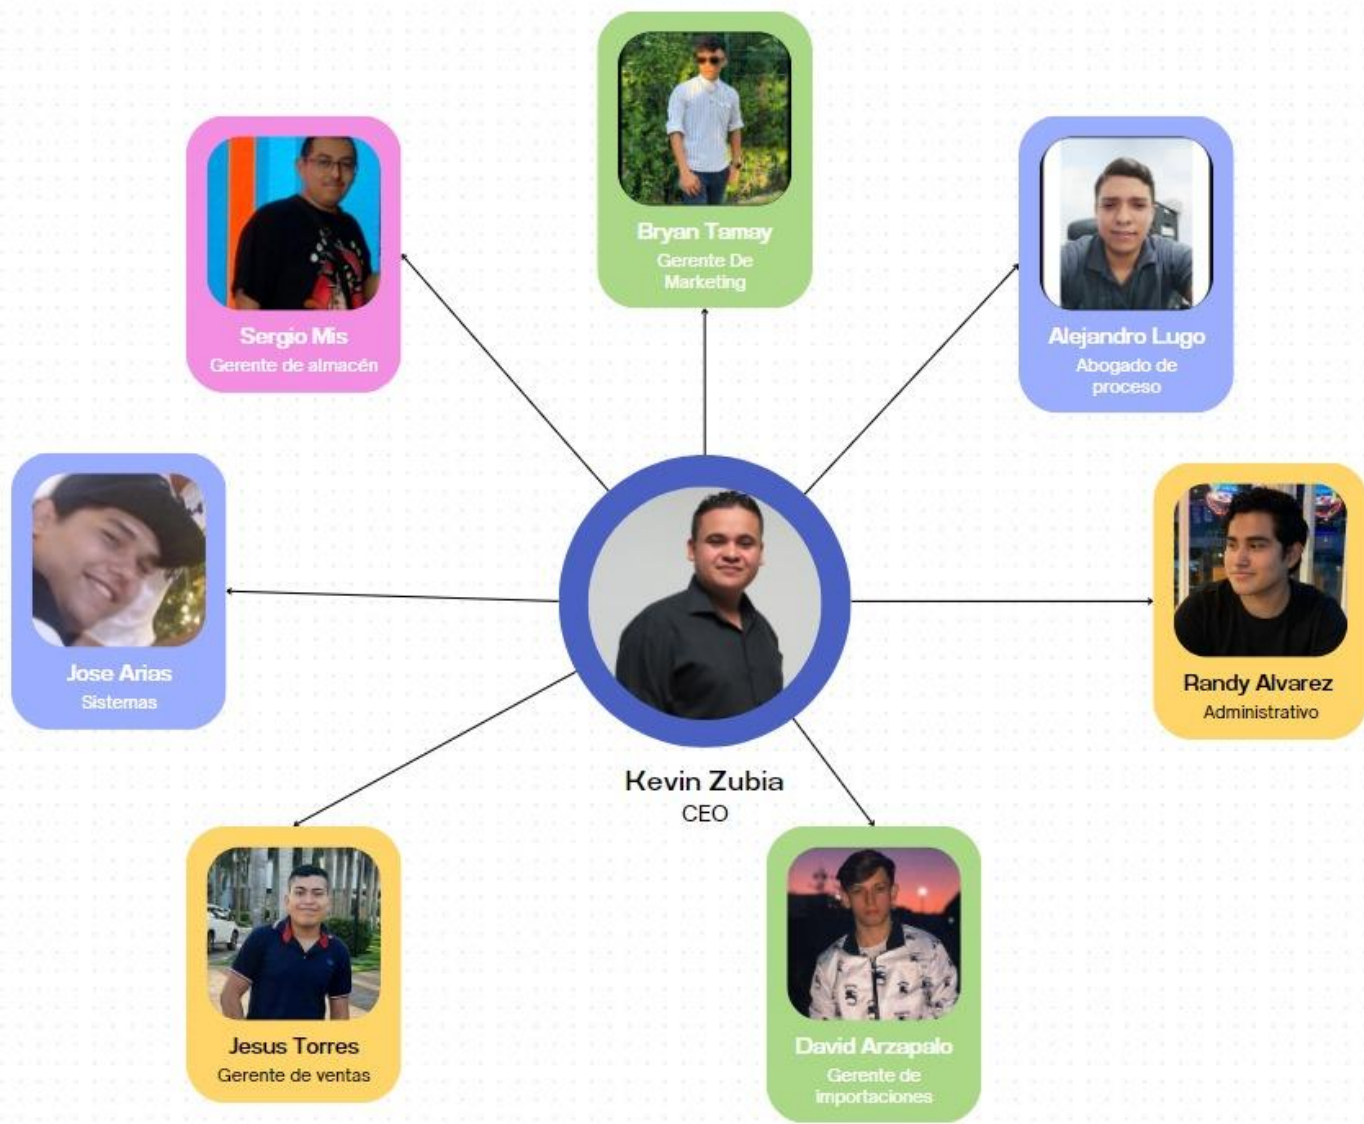 Bryan Tamay
Gerente De
Marketing
Sergio Mis
Gerente de almacén
Alejandro Lugo
Abogado de
proceso
Jose Arias
Sistemas
Randy Alvarez
Administrativo
Kevin Zubia
CEO
Jesus Torres
Gerente de ventas
David Arzapalo
Gerente de
importaciones